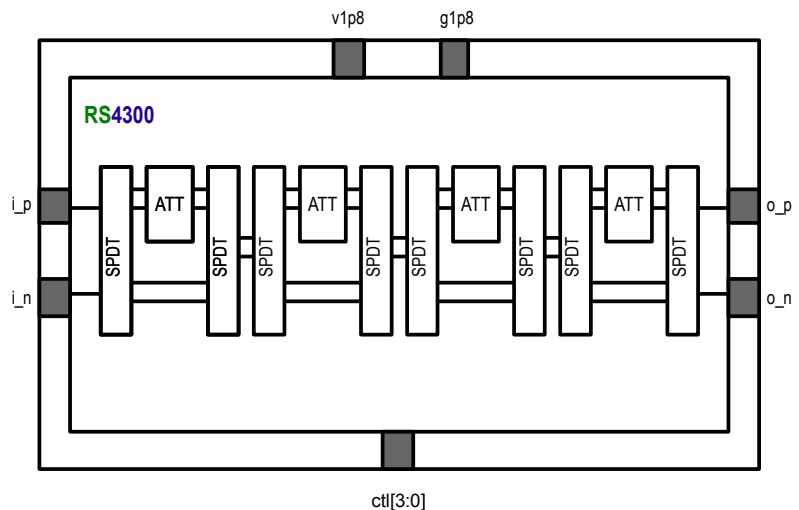 v1p8 g1p8
RS4300
ATT ATT ATT ATT
i_p o_p
SPDT SPDT SPDT SPDT SPDT SPDT SPDT SPDT
i_n o_n
ctl[3:0]